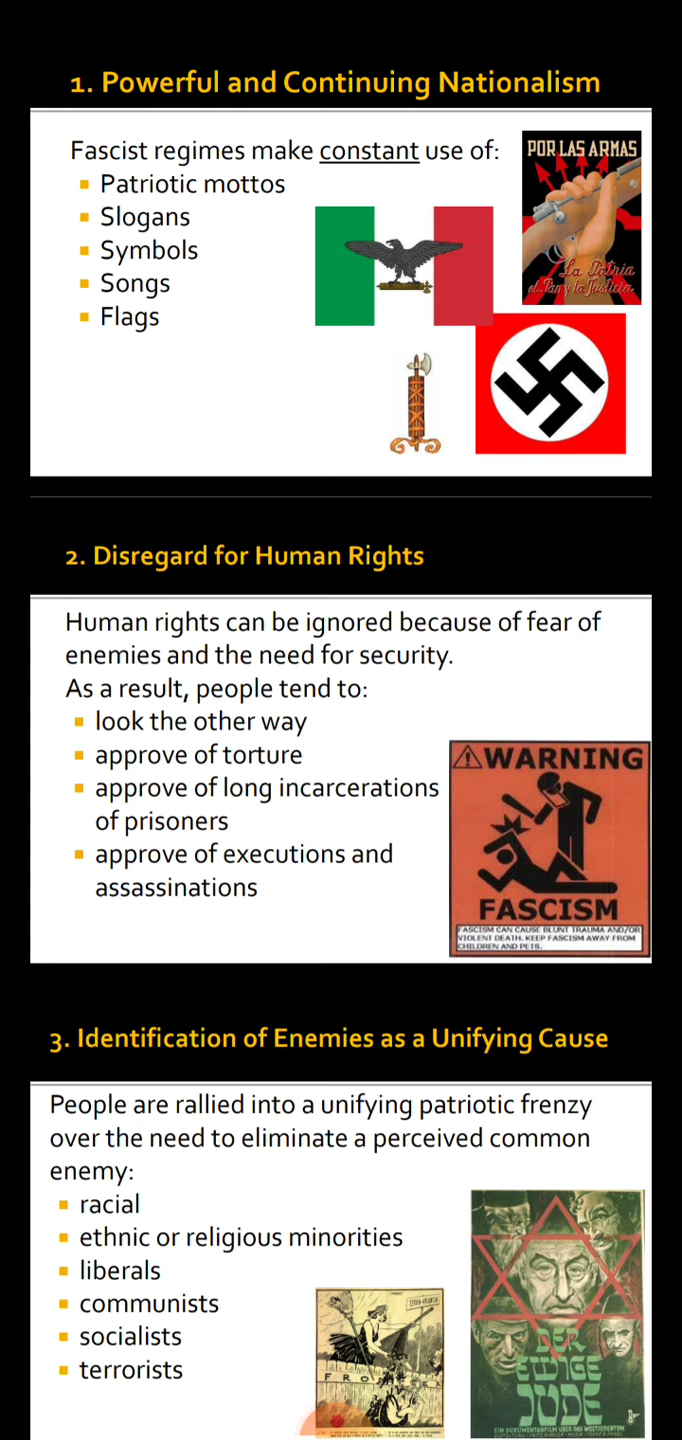 1. Powerful and Continuing Nationalism
Fascist regimes make constant use of:
Patriotic mottos
Slogans
Symbols
Songs
Flags
POR LAS ARMAS
La Patria
el Pan y la Justicia
2. Disregard for Human Rights
Human rights can be ignored because of fear of
enemies and the need for security.
As a result, people tend to:
look the other way
approve of torture
approve of long incarcerations
of prisoners
approve of executions and
assassinations
WARNING
FASCISM
FASCISM CAN CAUSE BLUNT TRAUMA AND/OR
VIOLENT DEATH. KEEP FASCISM AWAY FROM
CHILDREN AND PETS.
3. Identification of Enemies as a Unifying Cause
People are rallied into a unifying patriotic frenzy
over the need to eliminate a perceived common
enemy:
racial
ethnic or religious minorities
liberals
communists
socialists
terrorists
FRO
DER
EWIGE
JUDE
EIN DOKUMENTARFILM ÜBER DAS WELTJUDENTUM